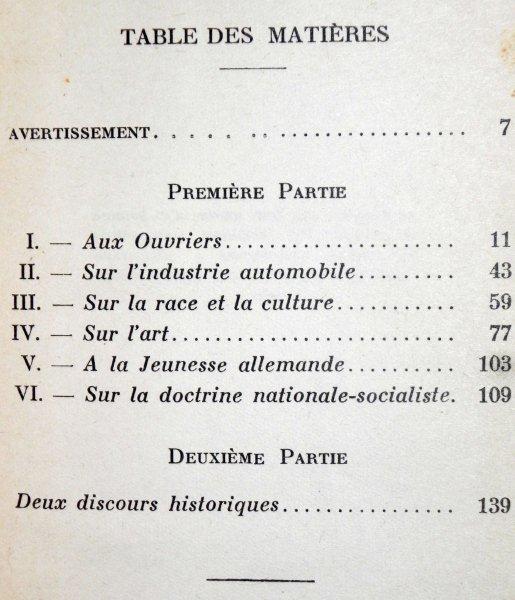 TABLE DES MATIÈRES
AVERTISSEMENT. . . . . .. .................. 7
PREMIÈRE PARTIE
I. — Aux Ouvriers.................... 11
II. — Sur l'industrie automobile......... 43
III. — Sur la race et la culture........... 59
IV. — Sur l'art......................... 77
V. — A la Jeunesse allemande.......... 103
VI. — Sur la doctrine nationale-socialiste. 109
DEUXIÈME PARTIE
Deux discours historiques................ 139